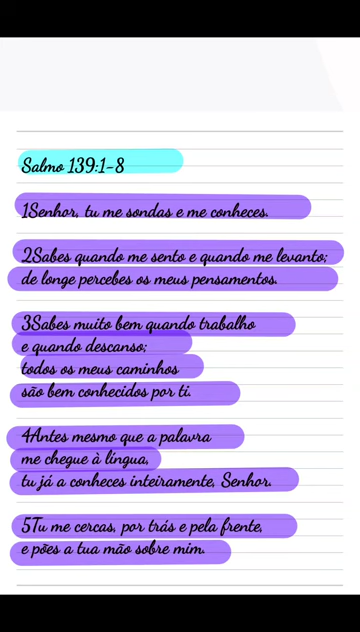 Salmo 139:1-8
1Senhor, tu me sondas e me conheces.
2Sabes quando me sento e quando me levanto;
de longe percebes os meus pensamentos.
3Sabes muito bem quando trabalho
e quando descanso;
todos os meus caminhos
são bem conhecidos por ti.
4Antes mesmo que a palavra
me chegue à língua,
tu já a conheces inteiramente, Senhor.
5Tu me cercas, por trás e pela frente,
e pões a tua mão sobre mim.